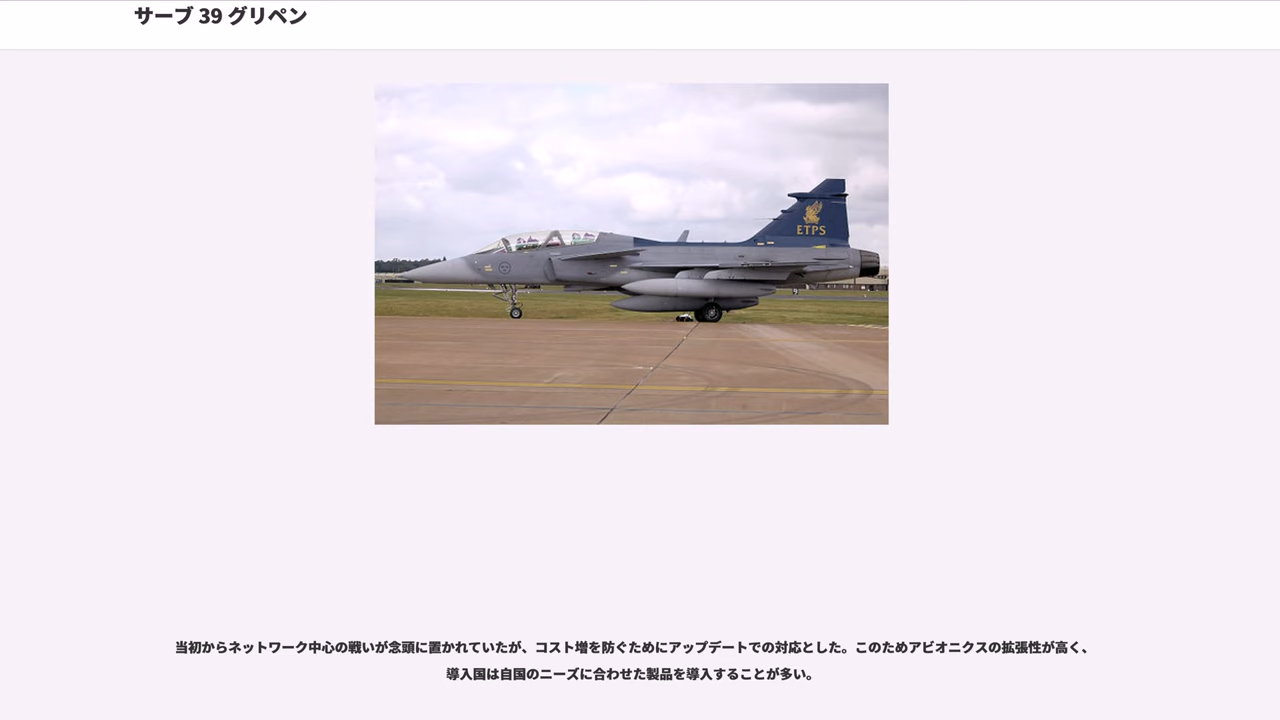 サーブ 39 グリペン
ETPS
当初からネットワーク中心の戦いが念頭に置かれていたが、コスト増を防ぐためにアップデートでの対応とした。このためアビオニクスの拡張性が高く、
導入国は自国のニーズに合わせた製品を導入することが多い。